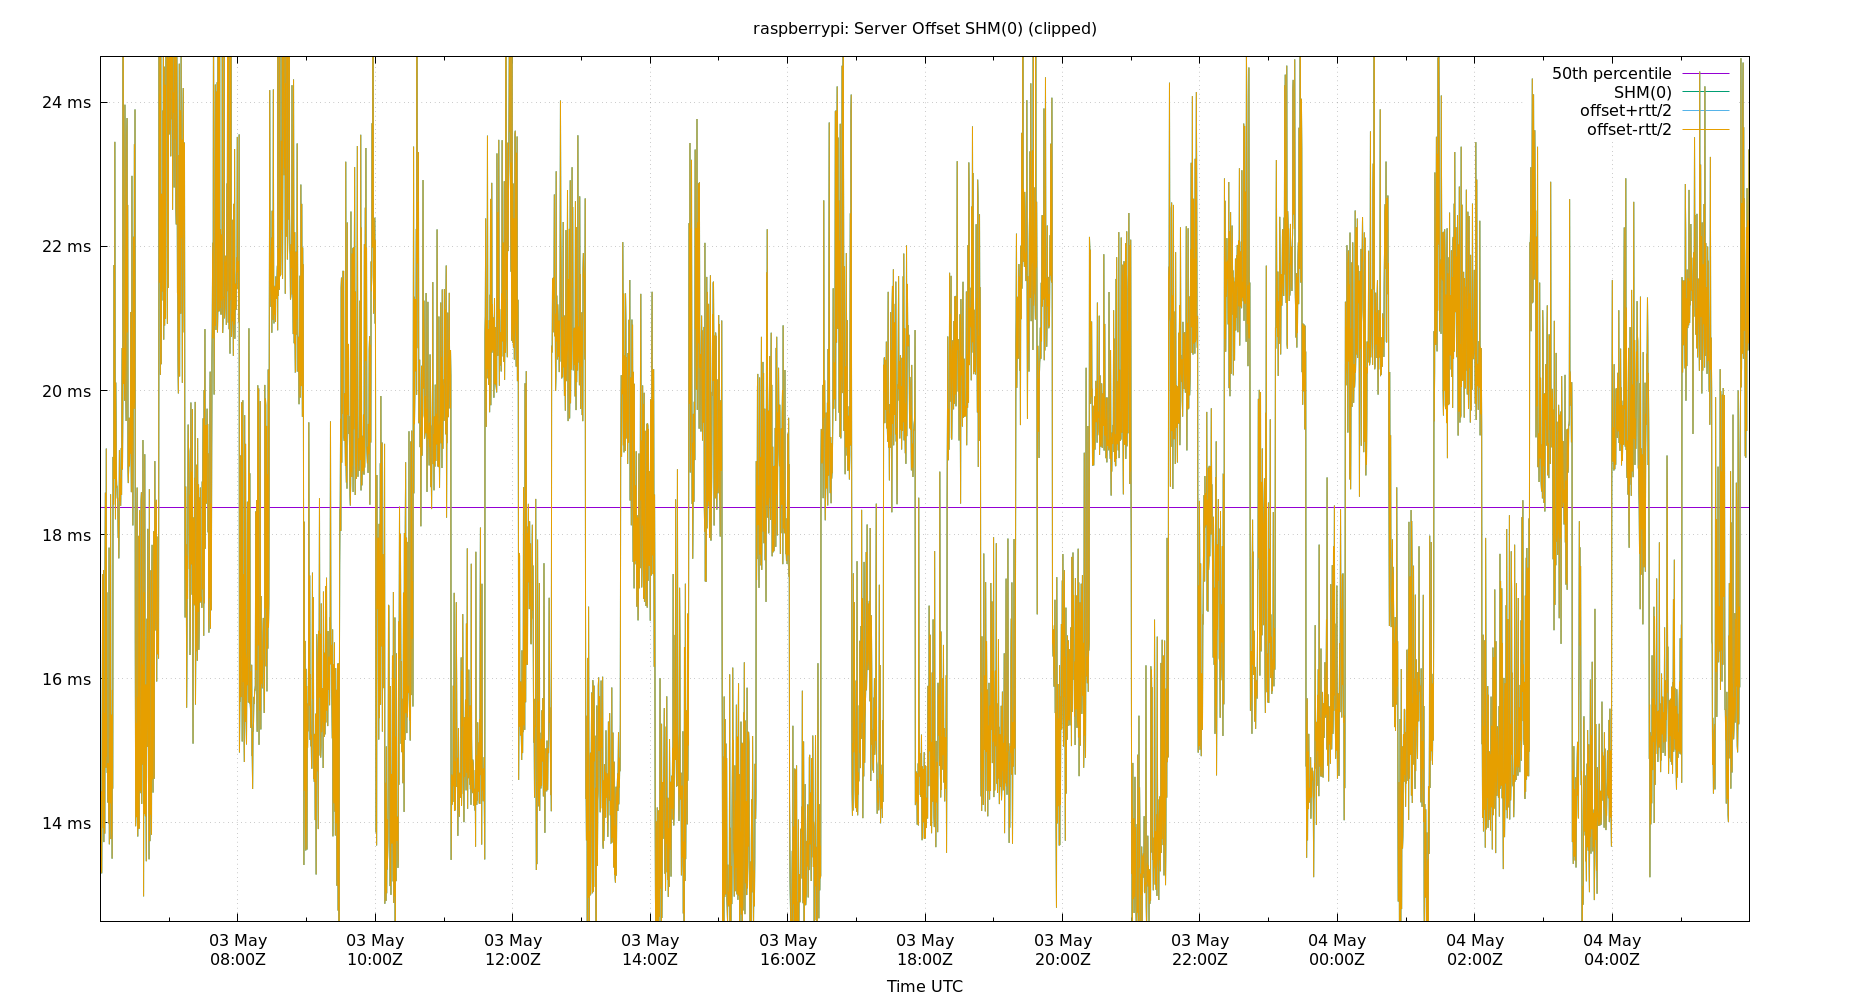 raspberrypi: Server Offset SHM(0) (clipped)
50th percentile
SHM(0)
offset+rtt/2
offset-rtt/2
24 ms
22 ms
20 ms
18 ms
16 ms
14 ms
03 May 03 May 03 May 03 May 03 May 03 May 03 May 03 May 04 May 04 May 04 May
08:00Z 10:00Z 12:00Z 14:00Z 16:00Z 18:00Z 20:00Z 22:00Z 00:00Z 02:00Z 04:00Z
Time UTC